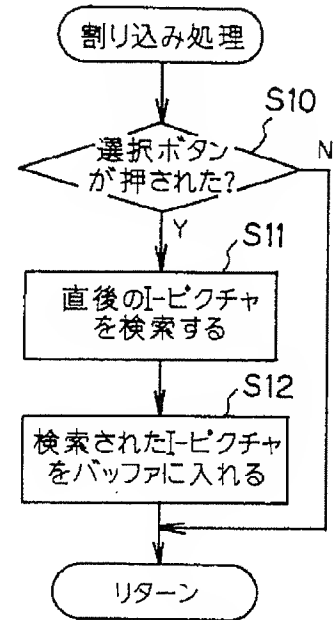 割り込み処理
S10
選択ボタン
が押された?
N
Y
S11
直後のI-ピクチャ
を検索する
S12
検索されたI-ピクチャ
をバッファに入れる
リターン